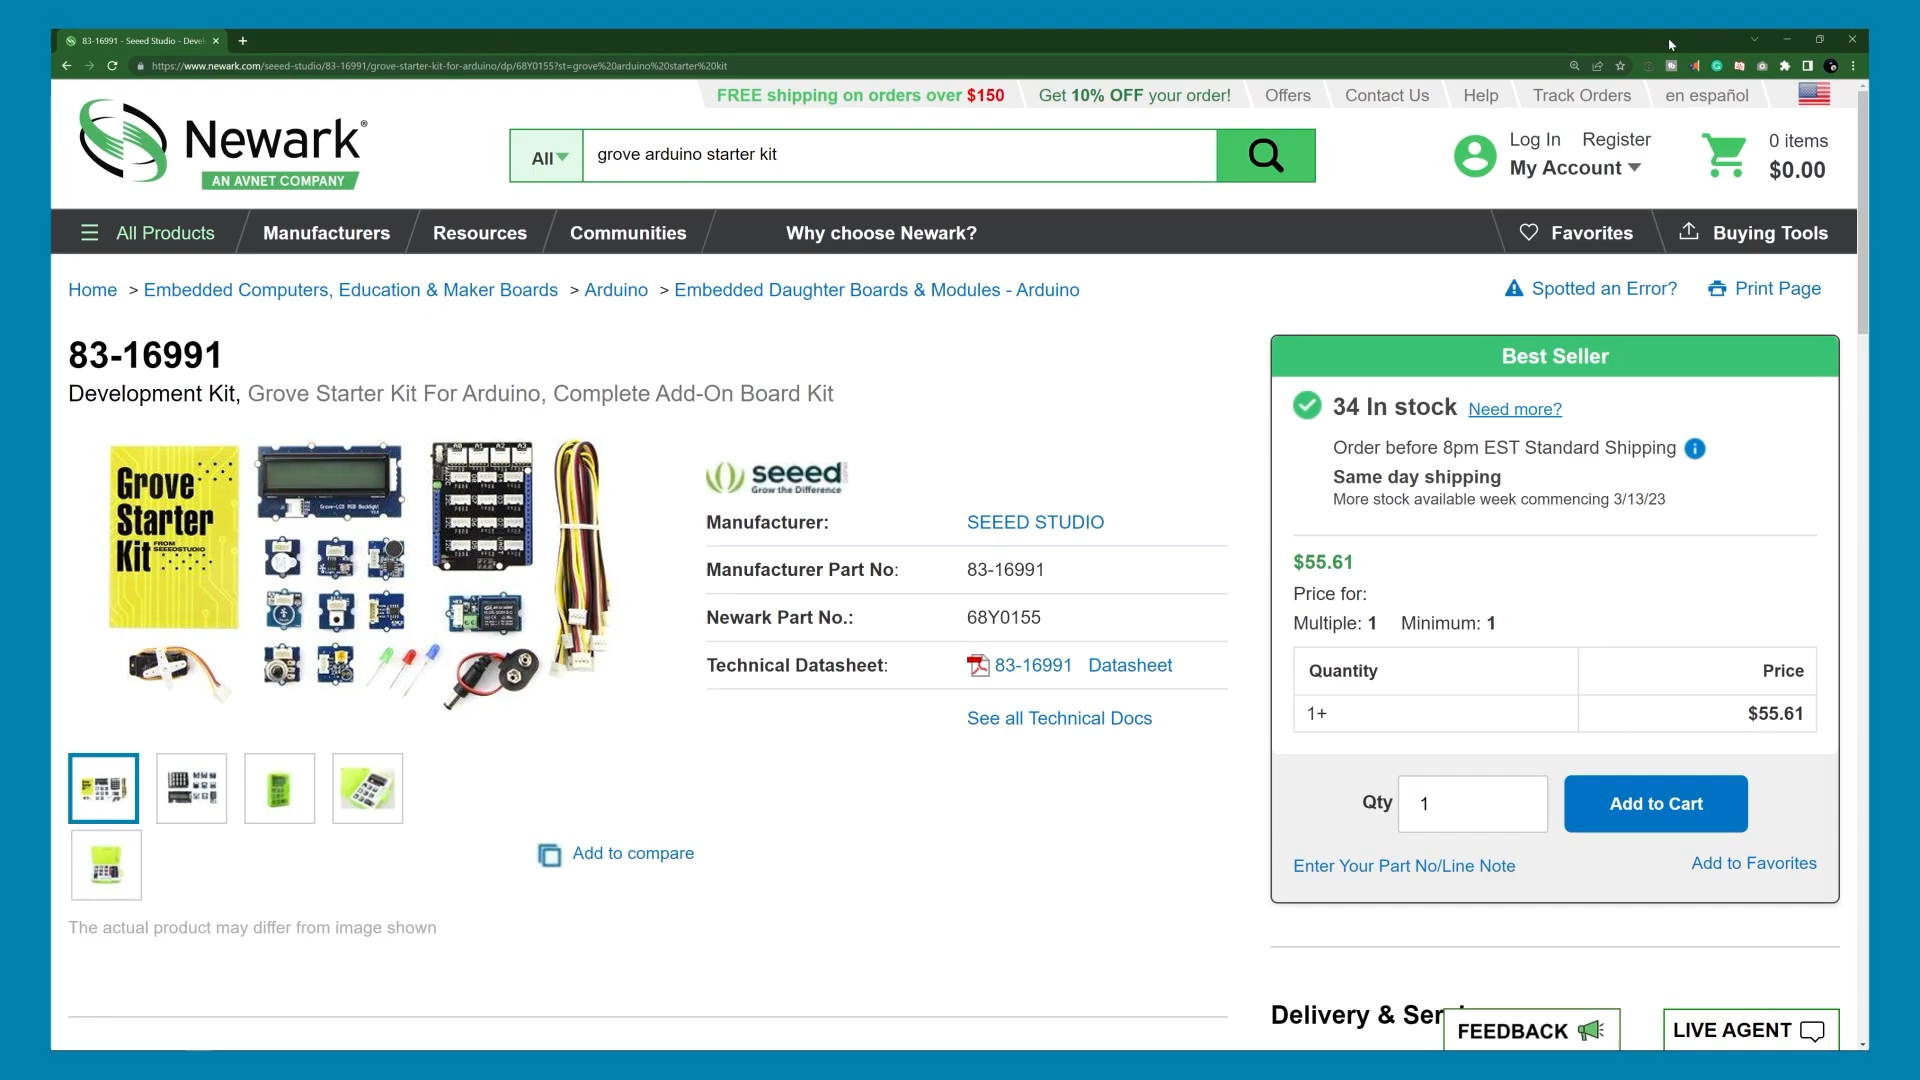 83-16991 - Seeed Studio - Devel
https://www.newark.com/seeed-studio/83-16991/grove-starter-kit-for-arduino/dp/68Y0155?st=grove%20arduino%20starter%20kit
FREE shipping on orders over $150
Get 10% OFF your order!
Offers
Contact Us
Help
Track Orders
en español
Newark®
AN AVNET COMPANY
All
grove arduino starter kit
Log In Register
My Account
0 items
$0.00
All Products
Manufacturers
Resources
Communities
Why choose Newark?
Favorites
Buying Tools
Home > Embedded Computers, Education & Maker Boards > Arduino > Embedded Daughter Boards & Modules - Arduino
Spotted an Error?
Print Page
83-16991
Development Kit, Grove Starter Kit For Arduino, Complete Add-On Board Kit
Grove
Starter
Kit FROM SEEEDSTUDIO
Grove-LCD RGB Backlight
A0 A1 A2 A3
seeed
Grow the Difference
Manufacturer: SEEED STUDIO
Manufacturer Part No: 83-16991
Newark Part No.: 68Y0155
Technical Datasheet: 83-16991 Datasheet
See all Technical Docs
Add to compare
The actual product may differ from image shown
Best Seller
34 In stock Need more?
Order before 8pm EST Standard Shipping
Same day shipping
More stock available week commencing 3/13/23
$55.61
Price for:
Multiple: 1 Minimum: 1
Quantity Price
1+ $55.61
Qty 1 Add to Cart
Enter Your Part No/Line Note
Add to Favorites
Delivery & Ser
FEEDBACK
LIVE AGENT